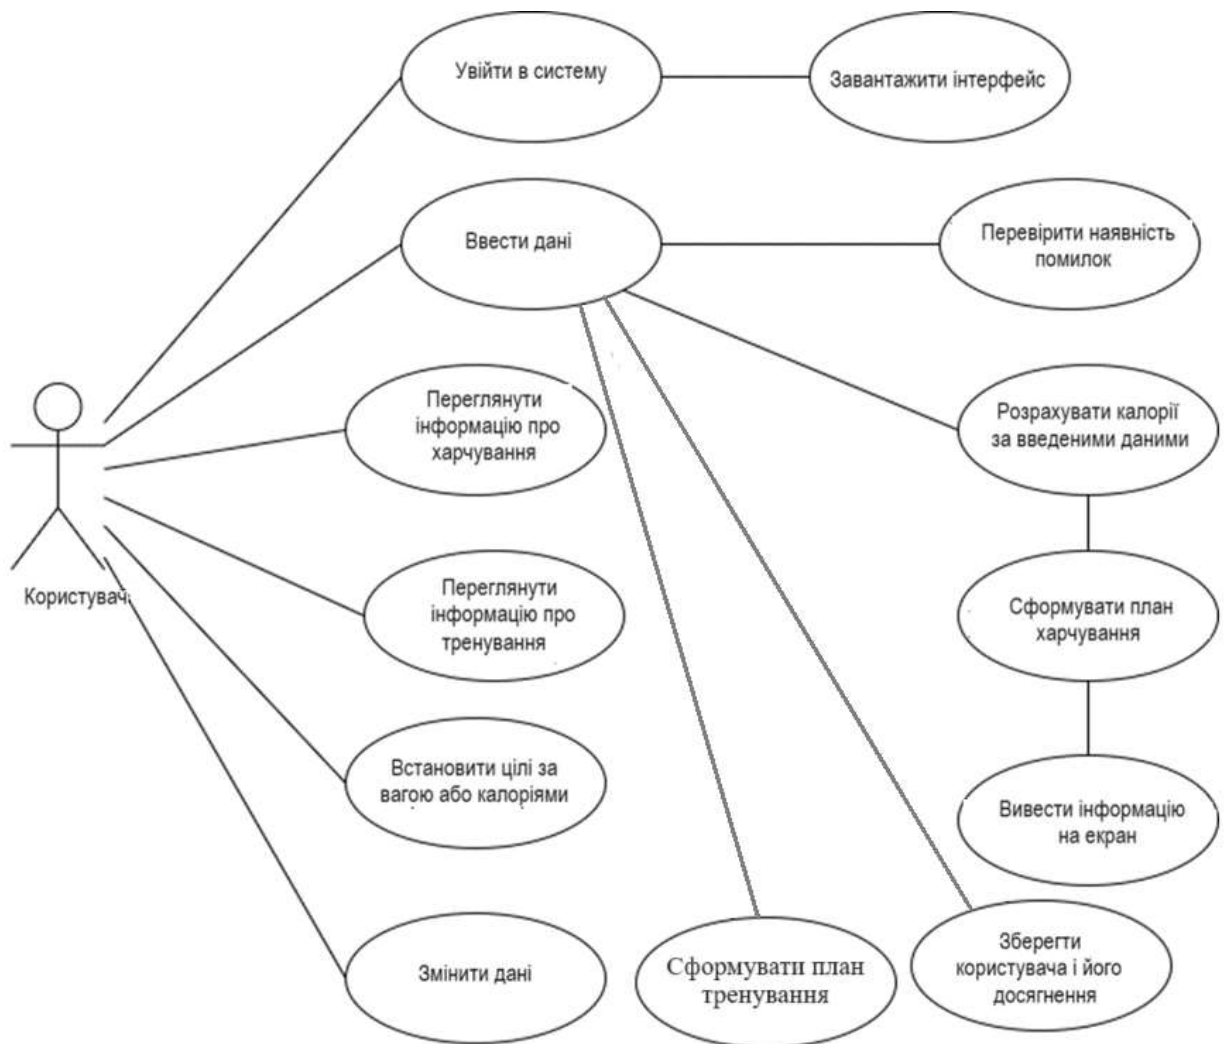 Увійти в систему
Завантажити інтерфейс
Ввести дані
Перевірити наявність
помилок
Переглянути
інформацію про
харчування
Розрахувати калорії
за введеними даними
Користувач
Переглянути
інформацію про
тренування
Сформувати план
харчування
Встановити цілі за
вагою або калоріями
Вивести інформацію
на екран
Змінити дані
Сформувати план
тренування
Зберегти
користувача і його
досягнення